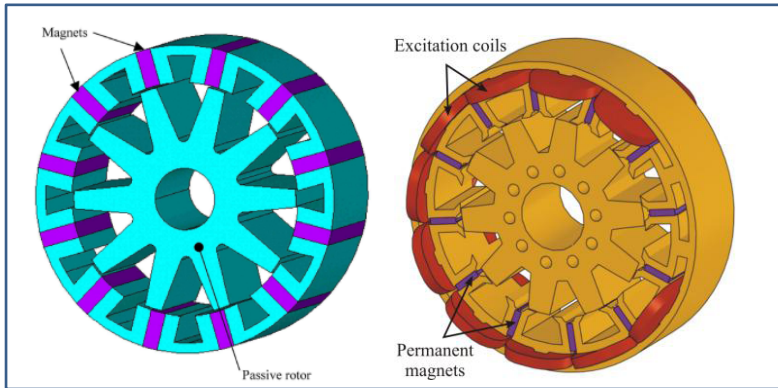 Magnets
Passive rotor
Excitation coils
Permanent
magnets